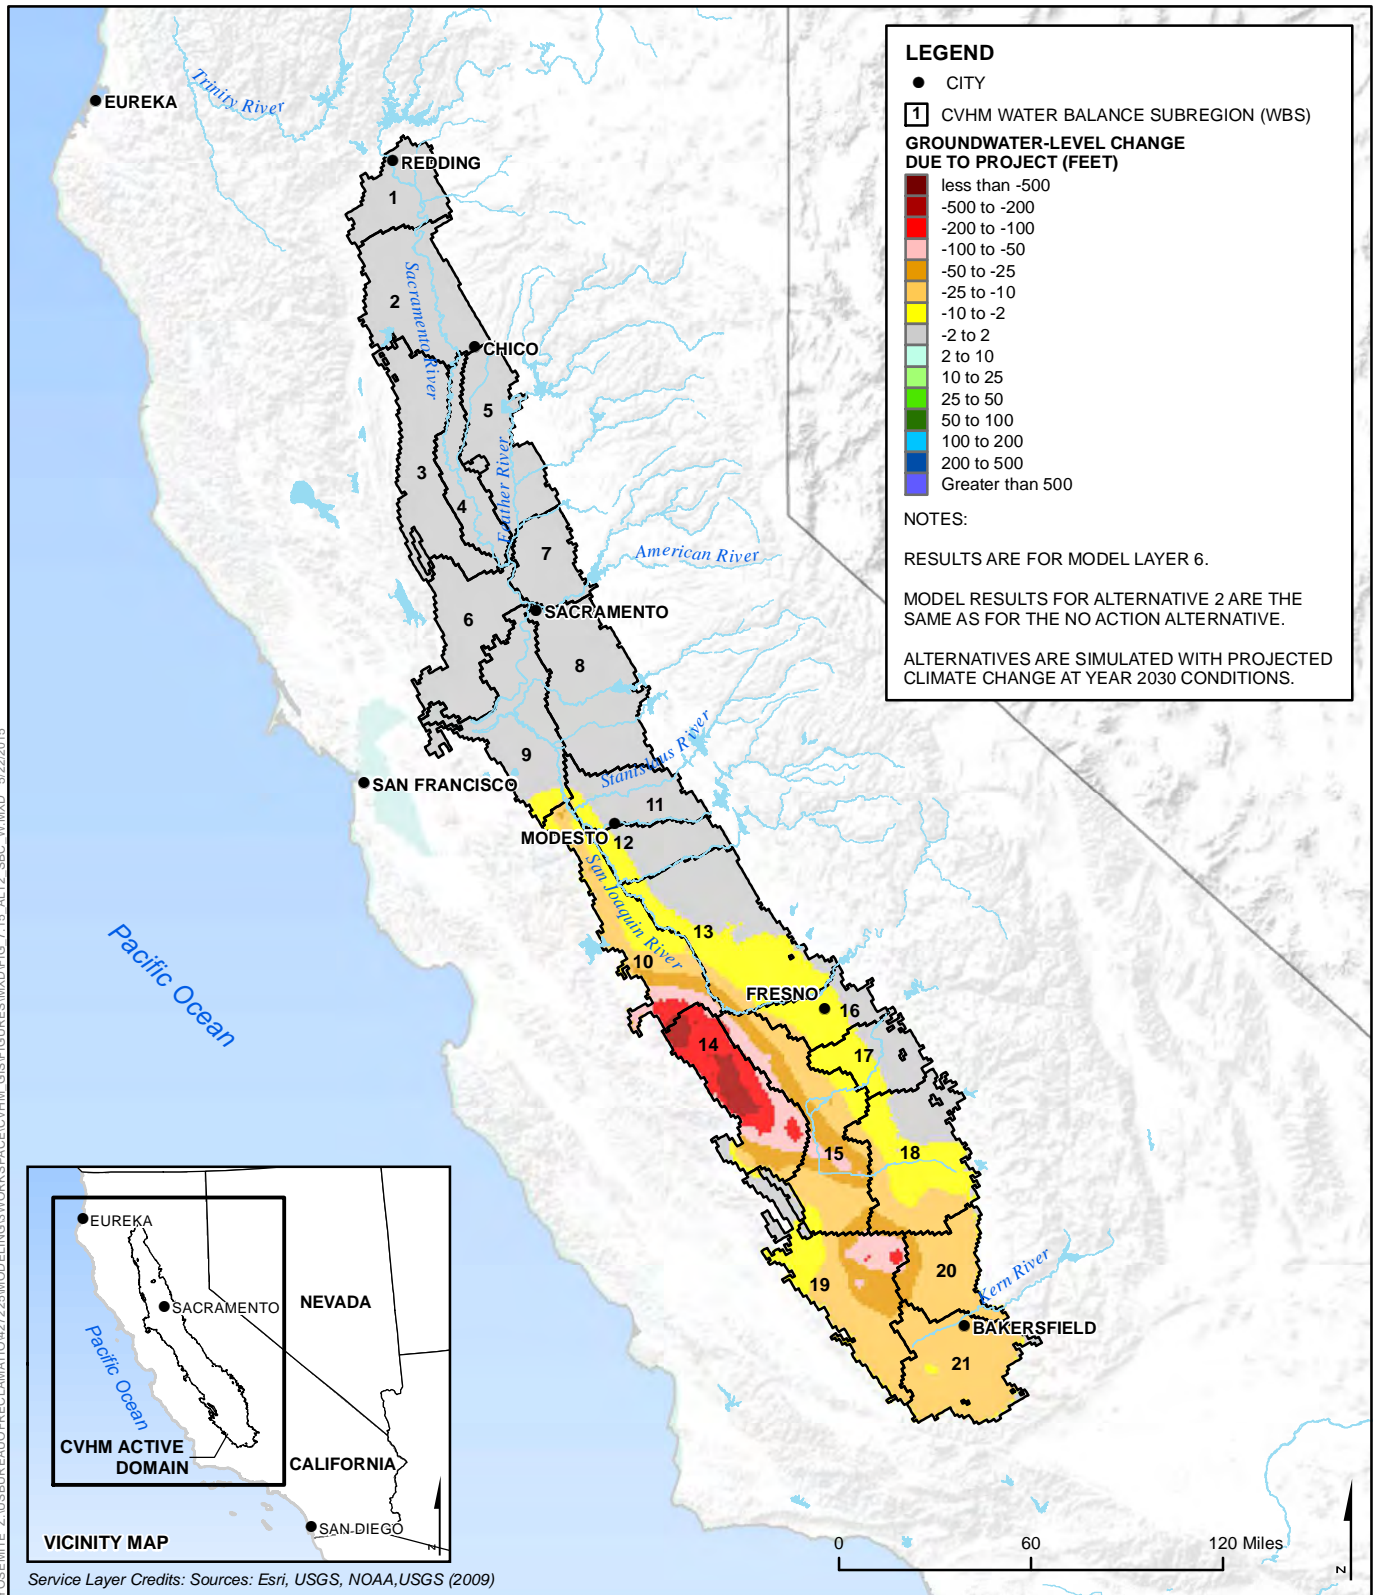 LEGEND
CITY
1 CVHM WATER BALANCE SUBREGION (WBS)
GROUNDWATER-LEVEL CHANGE
DUE TO PROJECT (FEET)
less than -500
-500 to -200
-200 to -100
-100 to -50
-50 to -25
-25 to -10
-10 to -2
-2 to 2
2 to 10
10 to 25
25 to 50
50 to 100
100 to 200
200 to 500
Greater than 500
NOTES:
RESULTS ARE FOR MODEL LAYER 6.
MODEL RESULTS FOR ALTERNATIVE 2 ARE THE
SAME AS FOR THE NO ACTION ALTERNATIVE.
ALTERNATIVES ARE SIMULATED WITH PROJECTED
CLIMATE CHANGE AT YEAR 2030 CONDITIONS.
EUREKA
Trinity River
REDDING
1
2
Sacramento River
CHICO
5
3
4
Feather River
7
American River
SACRAMENTO
6
8
9
Stanislaus River
SAN FRANCISCO
11
MODESTO
12
San Joaquin River
13
10
Pacific Ocean
FRESNO
16
14
17
15
18
19
20
Kern River
BAKERSFIELD
21
EUREKA
SACRAMENTO
NEVADA
Pacific Ocean
CVHM ACTIVE
DOMAIN
CALIFORNIA
SAN DIEGO
VICINITY MAP
N
0 60 120 Miles
N
Service Layer Credits: Sources: Esri, USGS, NOAA,USGS (2009)